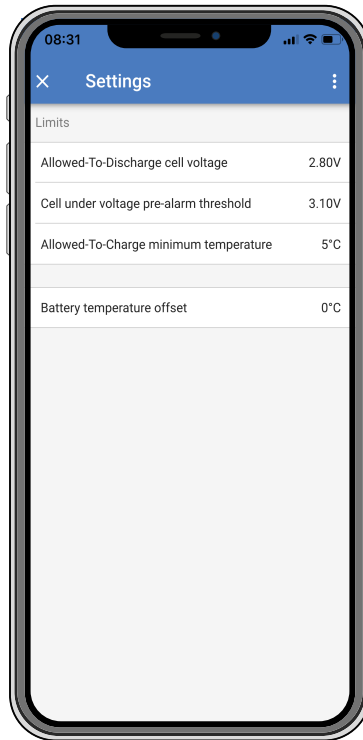 08:31
Settings
Limits
Allowed-To-Discharge cell voltage 2.80V
Cell under voltage pre-alarm threshold 3.10V
Allowed-To-Charge minimum temperature 5°C
Battery temperature offset 0°C